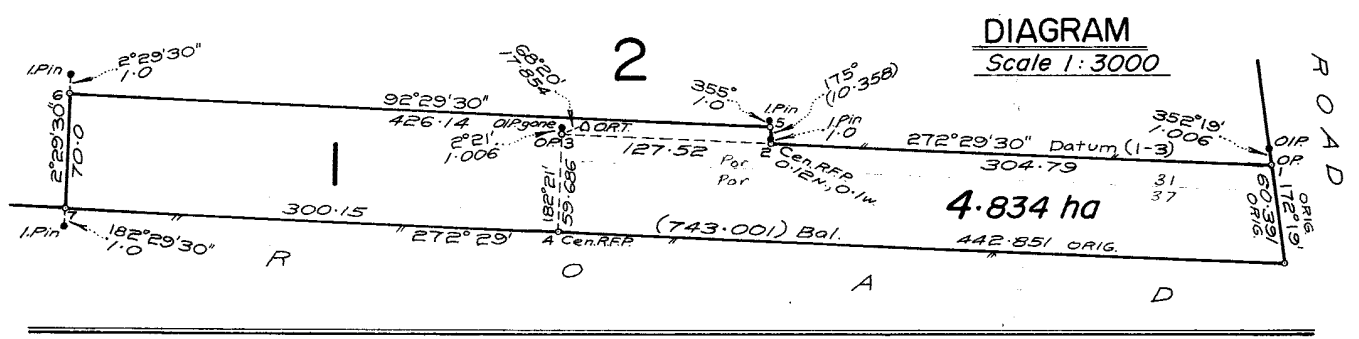 DIAGRAM
Scale 1:3000
2
ROAD
I.Pin
2°29'30"
1·0
6
92°29'30"
426·14
68°20'
17·854
O.I.P. gone
O.R.T.
O.P.
3
2°21'
1·006
355°
1·0
I.Pin
5
175°
(10·358)
I.Pin
1·0
127·52
2
Cen.R.F.P.
0·12N., 0·1W.
272°29'30" Datum (1-3)
304·79
352°19'
1·006
O.I.P.
O.P.
1
172°19' ORIG.
60·391 ORIG.
2°29'30"
70·0
1
182°21'
59·686
Por 31
Por 37
4·834 ha
7
300·15
272°29'
4 Cen.R.F.P.
(743·001) Bal.
442·851 ORIG.
I.Pin
182°29'30"
1·0
ROAD